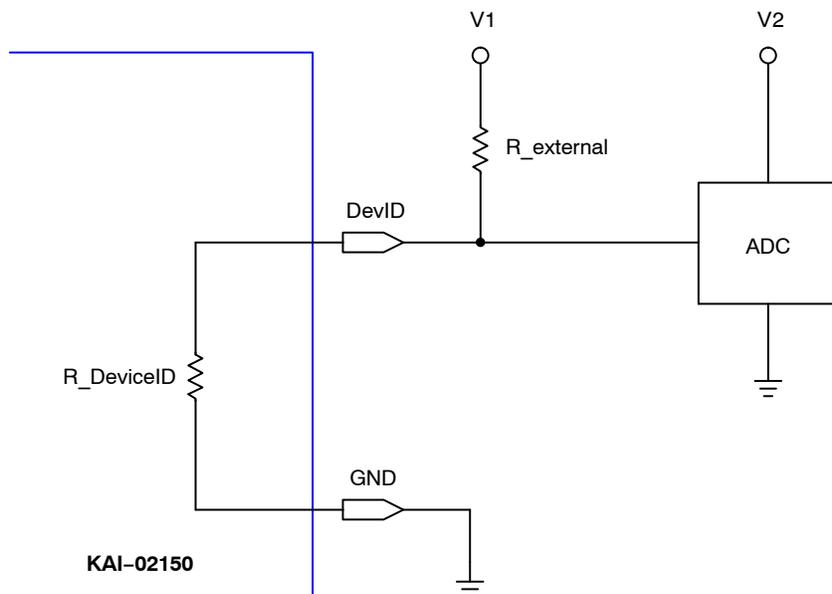 V1
V2
R_external
DevID
ADC
R_DeviceID
GND
KAI−02150